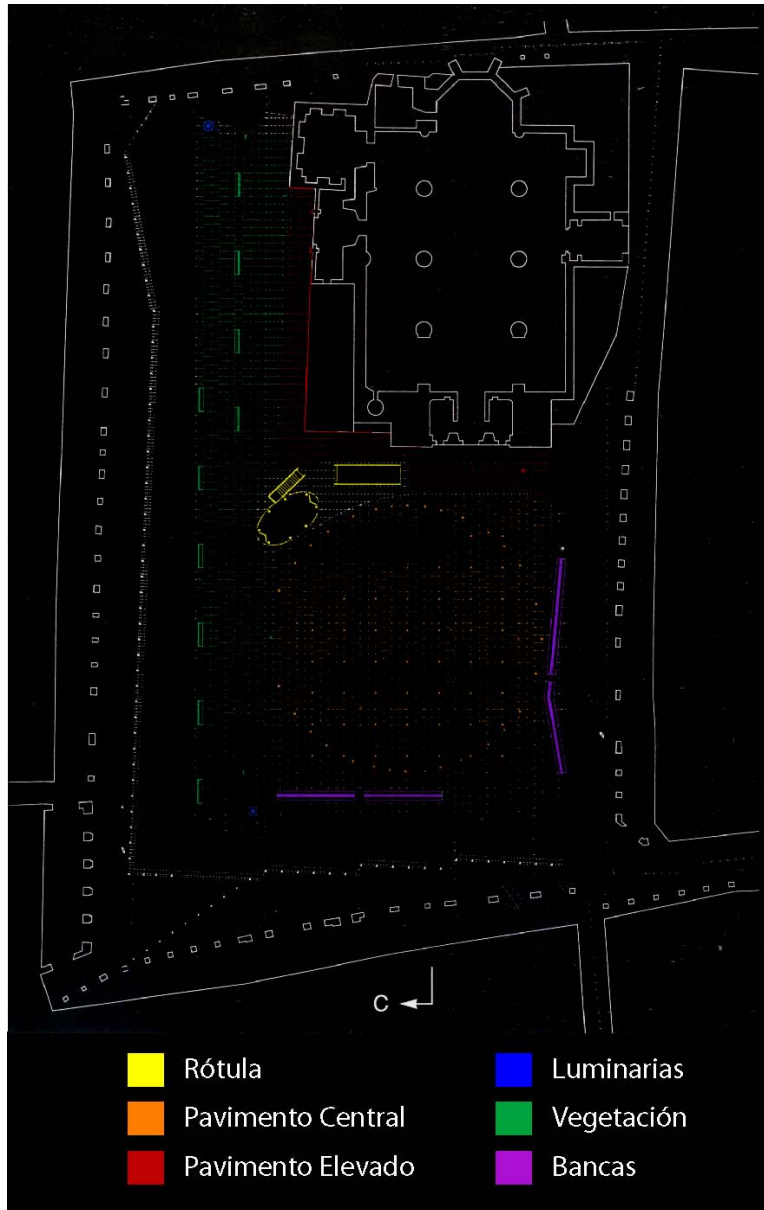 C
Rótula
Luminarias
Pavimento Central
Vegetación
Pavimento Elevado
Bancas